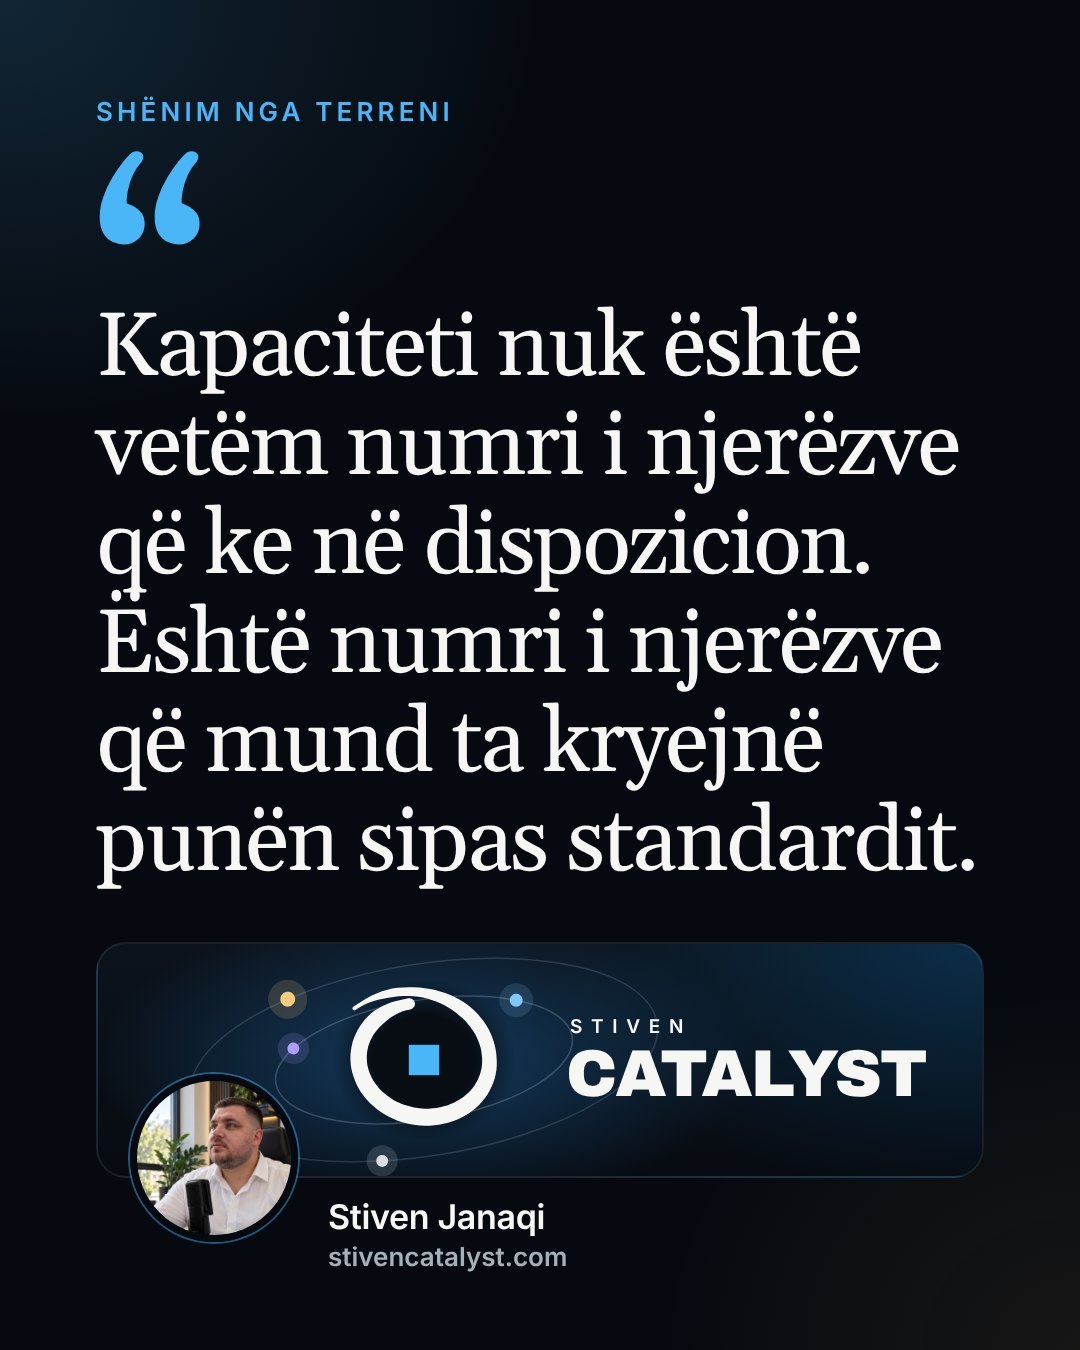 SHËNIM NGA TERRENI
“
Kapaciteti nuk është
vetëm numri i njerëzve
që ke në dispozicion.
Është numri i njerëzve
që mund ta kryejnë
punën sipas standardit.
STIVEN
CATALYST
Stiven Janaqi
stivencatalyst.com